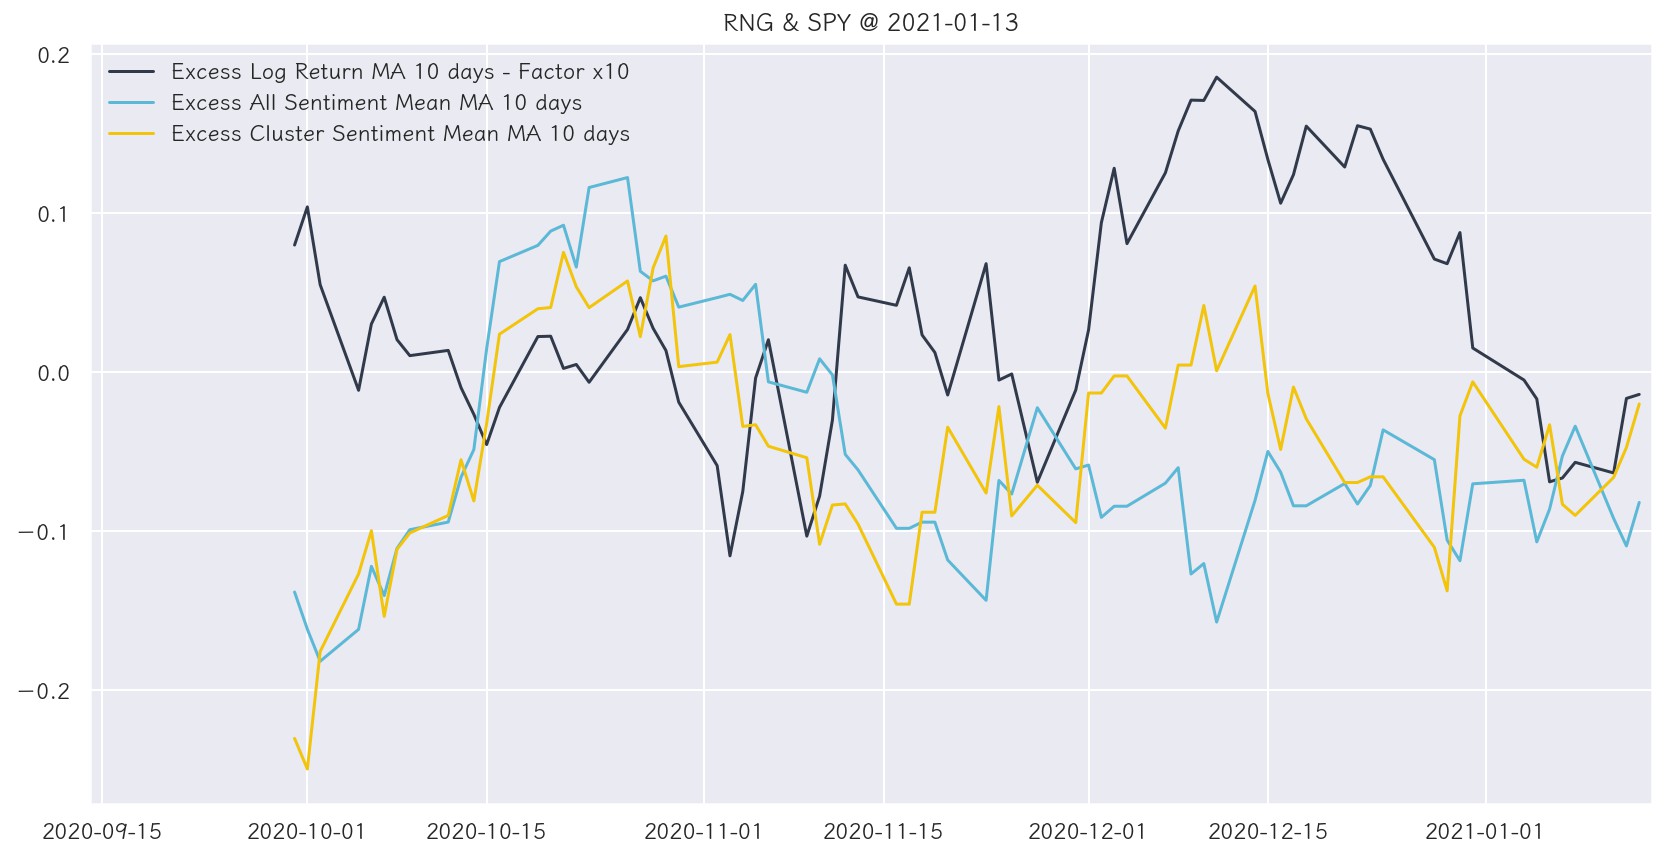 RNG & SPY @ 2021-01-13
0.2
0.1
0.0
−0.1
−0.2
Excess Log Return MA 10 days - Factor x10
Excess All Sentiment Mean MA 10 days
Excess Cluster Sentiment Mean MA 10 days
2020-09-15 2020-10-01 2020-10-15 2020-11-01 2020-11-15 2020-12-01 2020-12-15 2021-01-01